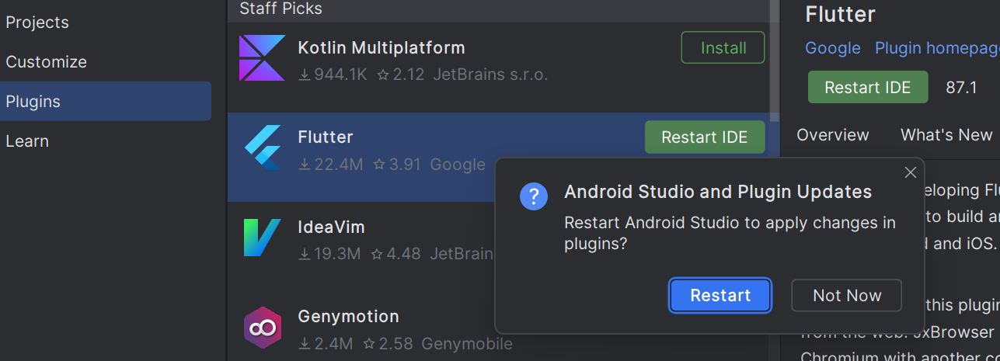 Projects
Customize
Plugins
Learn
Staff Picks
Kotlin Multiplatform
Install
944.1K 2.12 JetBrains s.r.o.
Flutter
Restart IDE
22.4M 3.91 Google
IdeaVim
19.3M 4.48 JetBrain
Genymotion
2.4M 2.58 Genymobile
Flutter
Google Plugin homepag
Restart IDE 87.1
Overview What's New
eloping Flu
to build an
d and iOS.
this plugin
from the web. JxBrowser
Chromium with another co
Android Studio and Plugin Updates
Restart Android Studio to apply changes in
plugins?
Restart Not Now